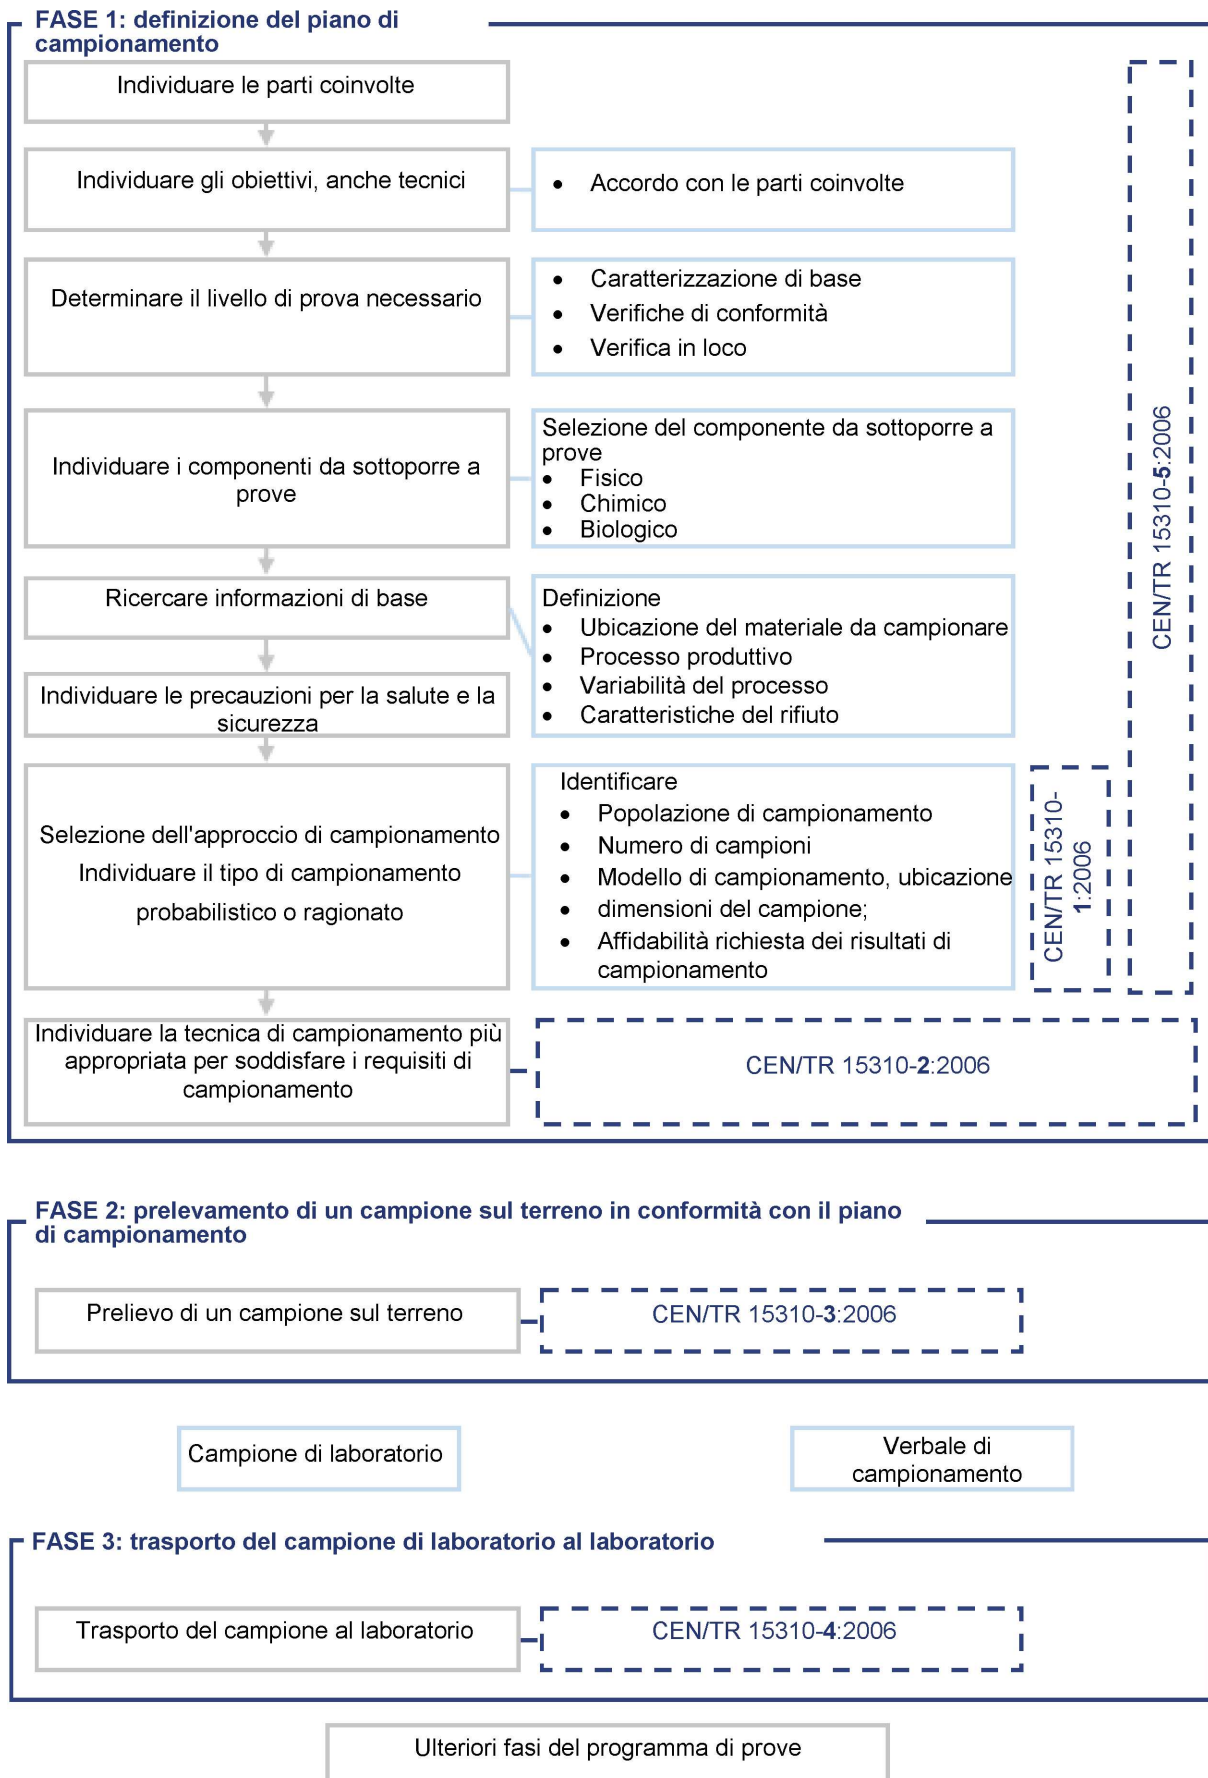 FASE 1: definizione del piano di
campionamento
Individuare le parti coinvolte
Individuare gli obiettivi, anche tecnici
• Accordo con le parti coinvolte
Determinare il livello di prova necessario
• Caratterizzazione di base
• Verifiche di conformità
• Verifica in loco
Individuare i componenti da sottoporre a
prove
Selezione del componente da sottoporre a
prove
• Fisico
• Chimico
• Biologico
Ricercare informazioni di base
Definizione
• Ubicazione del materiale da campionare
• Processo produttivo
• Variabilità del processo
• Caratteristiche del rifiuto
Individuare le precauzioni per la salute e la
sicurezza
Selezione dell'approccio di campionamento
Individuare il tipo di campionamento
probabilistico o ragionato
Identificare
• Popolazione di campionamento
• Numero di campioni
• Modello di campionamento, ubicazione
• dimensioni del campione;
• Affidabilità richiesta dei risultati di
campionamento
CEN/TR 15310-
1:2006
CEN/TR 15310-5:2006
Individuare la tecnica di campionamento più
appropriata per soddisfare i requisiti di
campionamento
CEN/TR 15310-2:2006
FASE 2: prelevamento di un campione sul terreno in conformità con il piano
di campionamento
Prelievo di un campione sul terreno
CEN/TR 15310-3:2006
Campione di laboratorio
Verbale di
campionamento
FASE 3: trasporto del campione di laboratorio al laboratorio
Trasporto del campione al laboratorio
CEN/TR 15310-4:2006
Ulteriori fasi del programma di prove